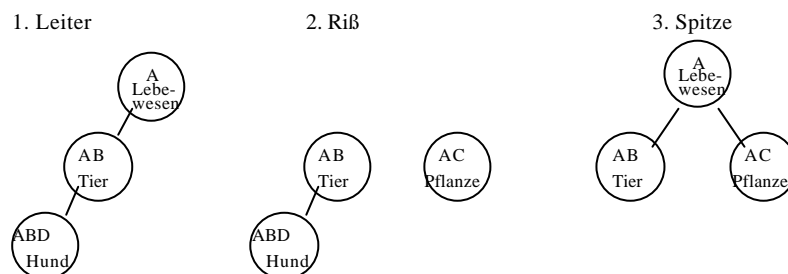 1. Leiter
2. Riß
3. Spitze
A
Lebe-
wesen
AB
Tier
ABD
Hund
AB
Tier
AC
Pflanze
ABD
Hund
A
Lebe-
wesen
AB
Tier
AC
Pflanze